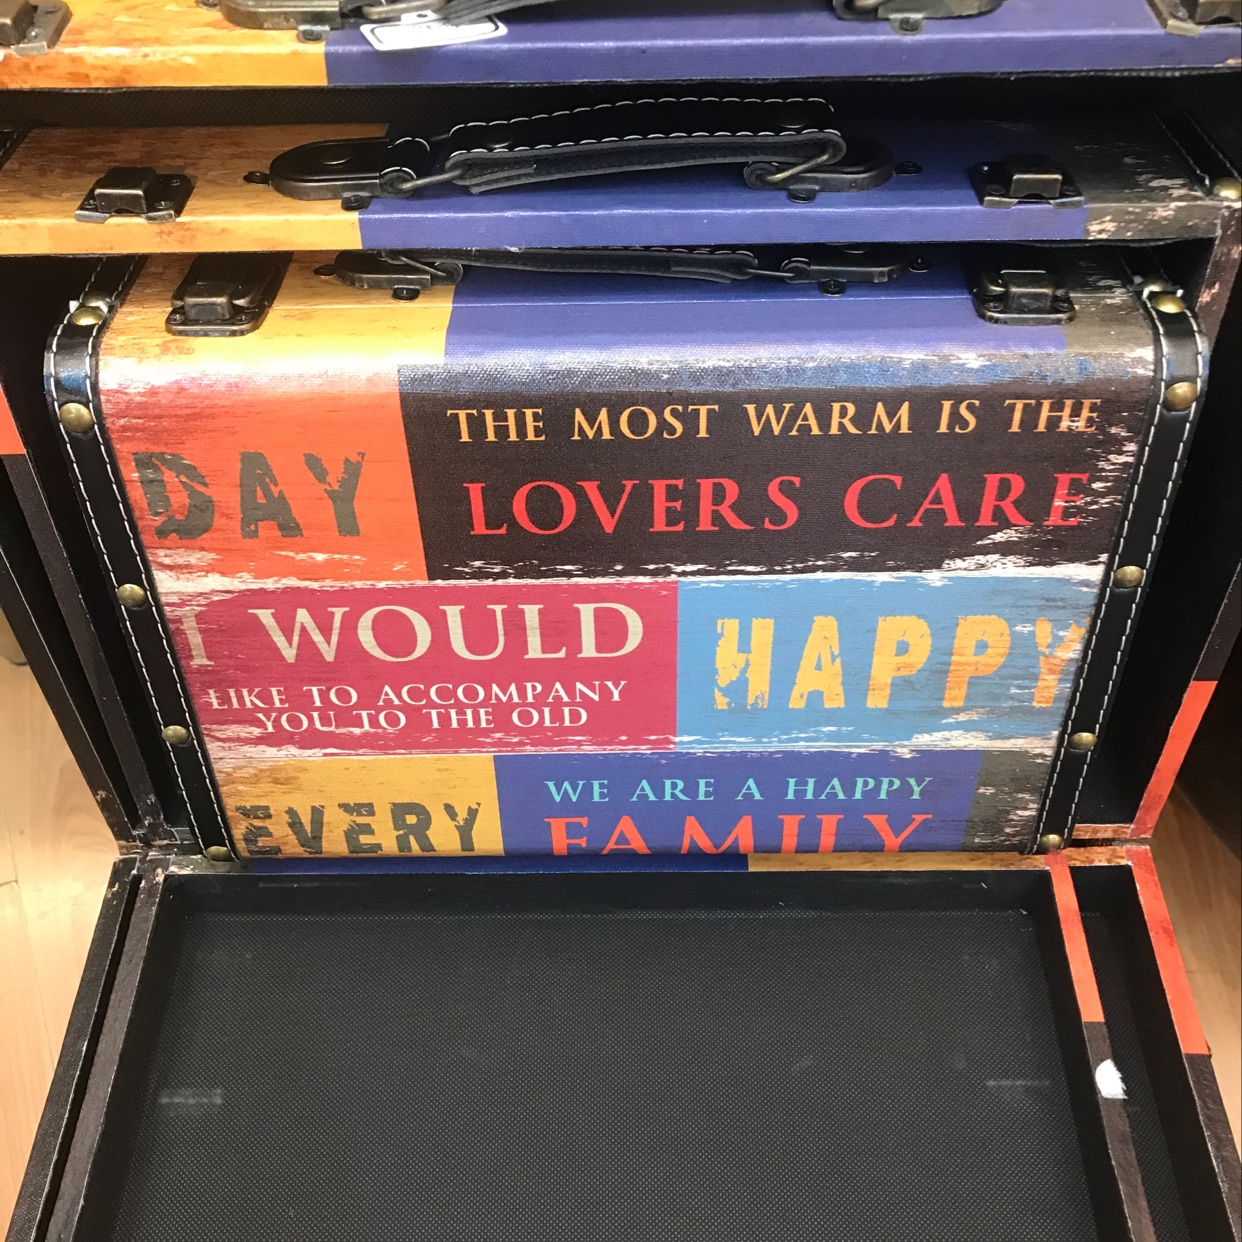 DAY
THE MOST WARM IS THE
LOVERS CARE
I WOULD
LIKE TO ACCOMPANY
YOU TO THE OLD
HAPPY
EVERY
WE ARE A HAPPY
FAMILY